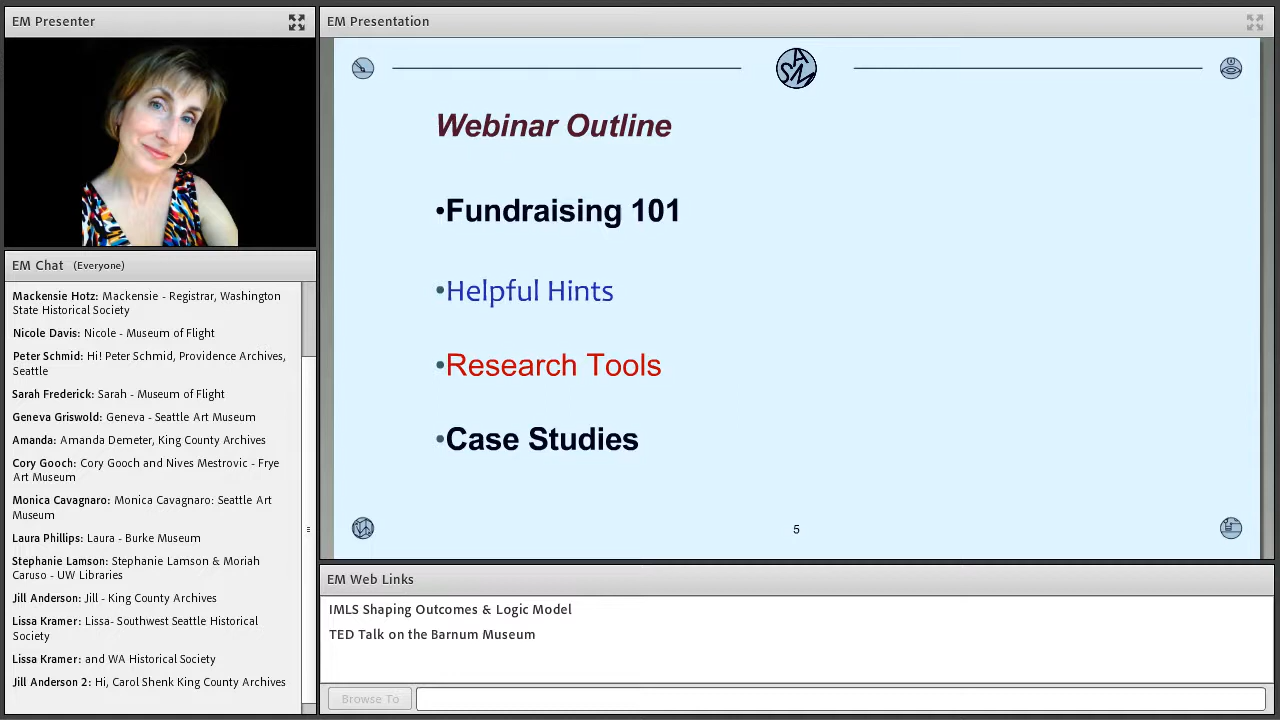 EM Presenter
EM Chat (Everyone)
Mackensie Hotz: Mackensie - Registrar, Washington
State Historical Society
Nicole Davis: Nicole - Museum of Flight
Peter Schmid: Hi! Peter Schmid, Providence Archives,
Seattle
Sarah Frederick: Sarah - Museum of Flight
Geneva Griswold: Geneva - Seattle Art Museum
Amanda: Amanda Demeter, King County Archives
Cory Gooch: Cory Gooch and Nives Mestrovic - Frye
Art Museum
Monica Cavagnaro: Monica Cavagnaro: Seattle Art
Museum
Laura Phillips: Laura - Burke Museum
Stephanie Lamson: Stephanie Lamson & Moriah
Caruso - UW Libraries
Jill Anderson: Jill - King County Archives
Lissa Kramer: Lissa- Southwest Seattle Historical
Society
Lissa Kramer: and WA Historical Society
Jill Anderson 2: Hi, Carol Shenk King County Archives
EM Presentation
ASM
Webinar Outline
•Fundraising 101
•Helpful Hints
•Research Tools
•Case Studies
5
EM Web Links
IMLS Shaping Outcomes & Logic Model
TED Talk on the Barnum Museum
Browse To